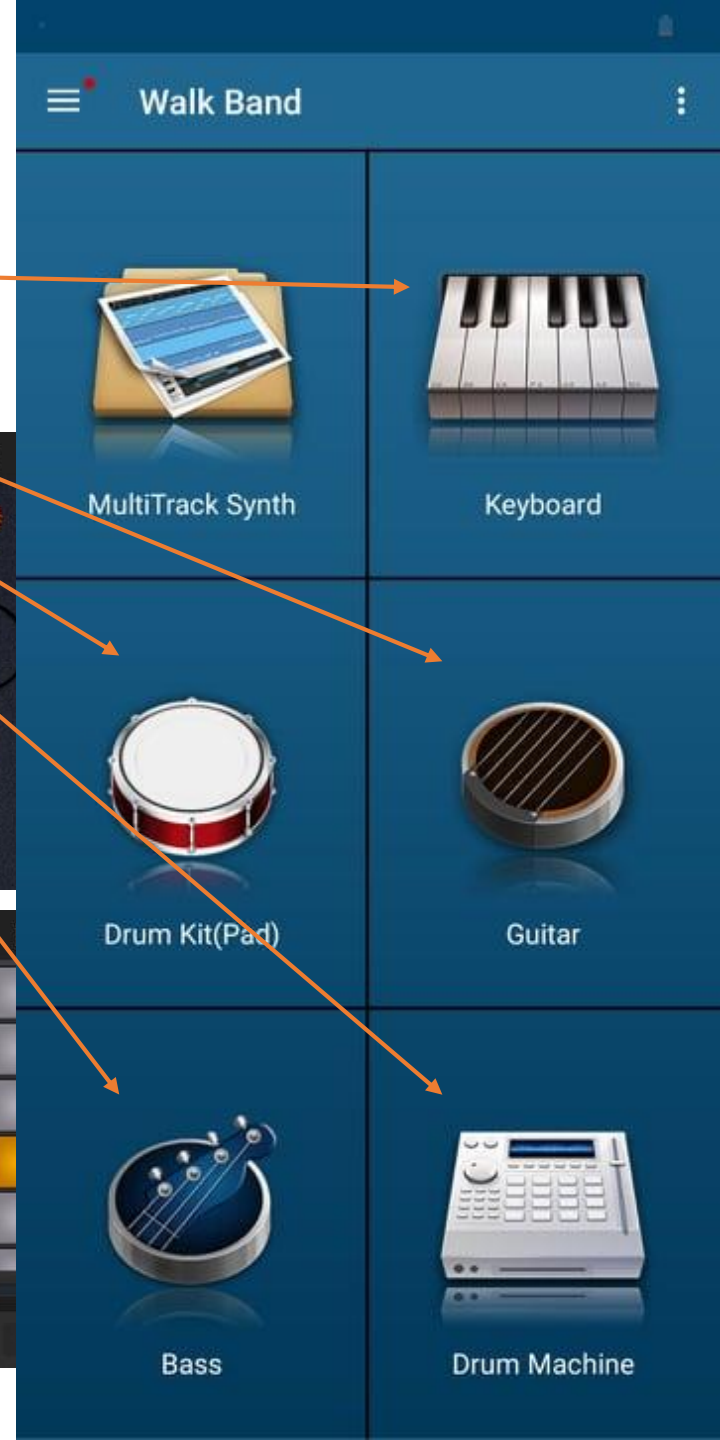 Walk Band
MultiTrack Synth
Keyboard
Drum Kit(Pad)
Guitar
Bass
Drum Machine